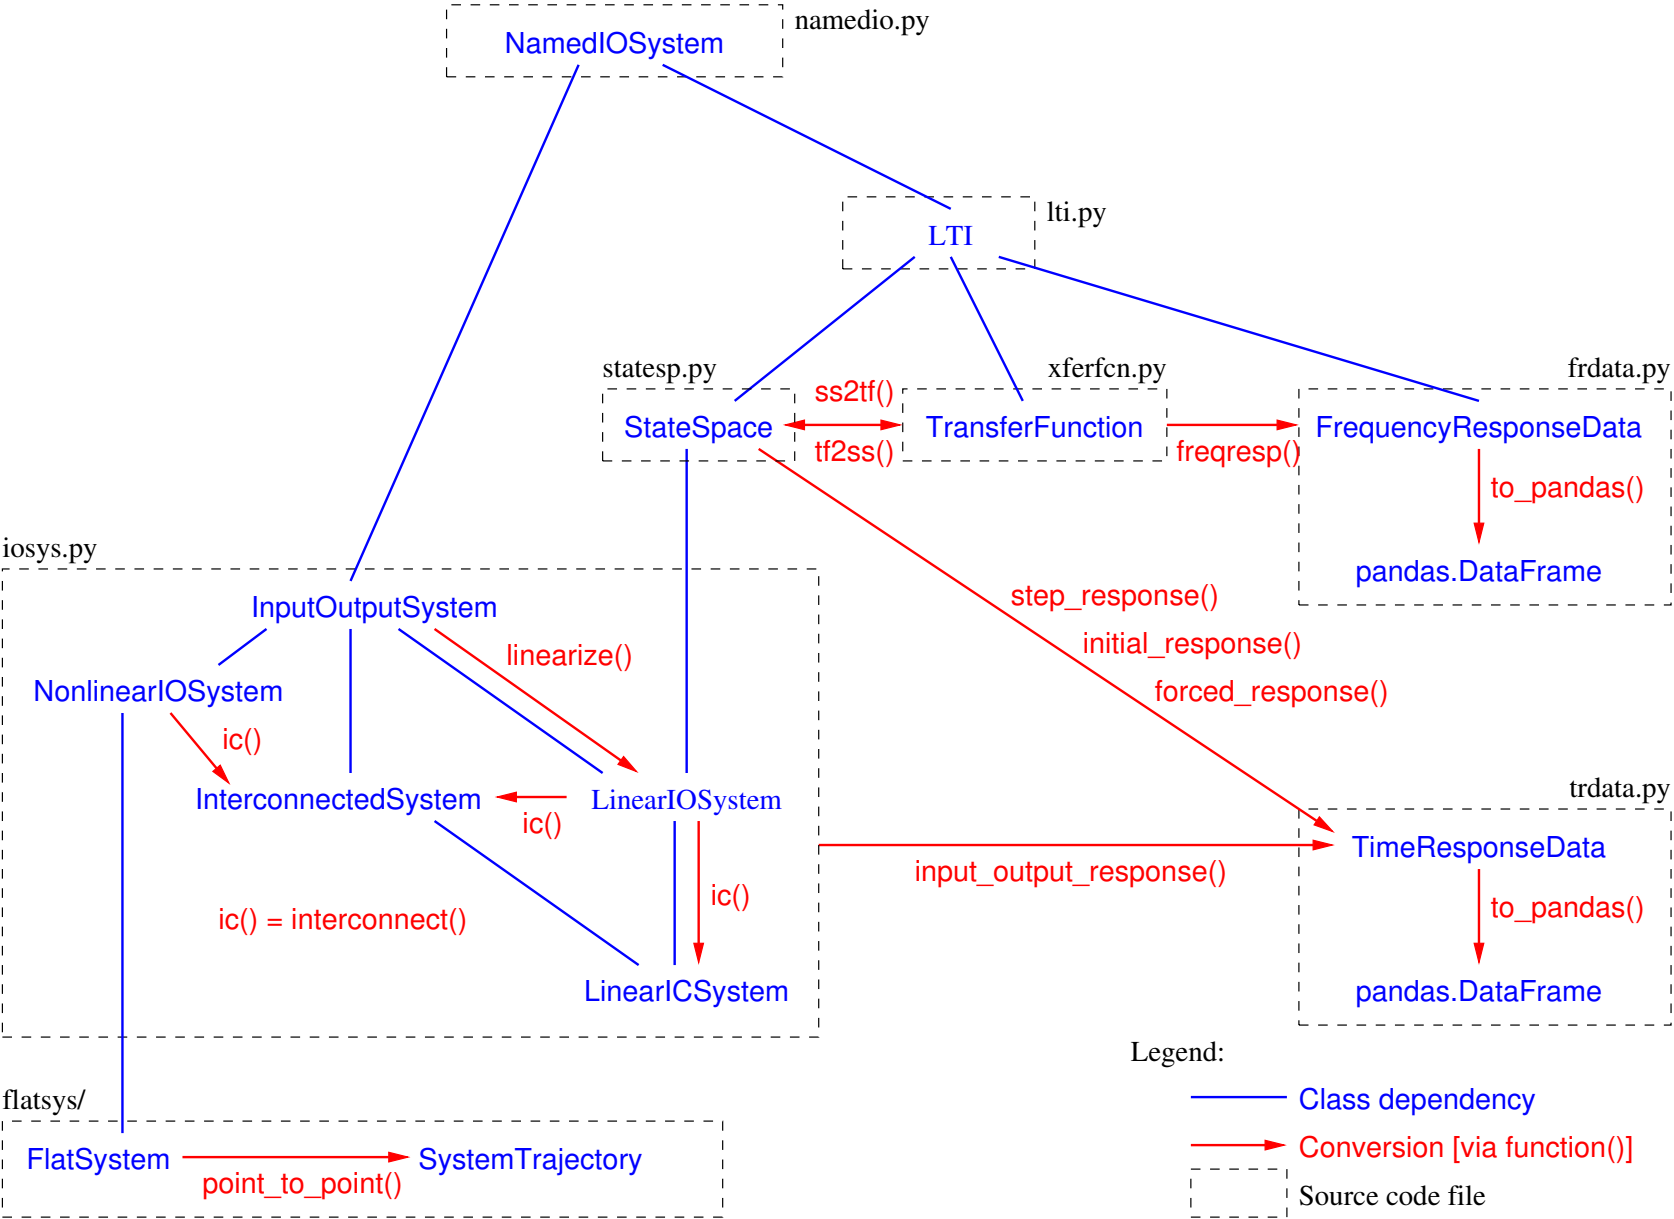 namedio.py
NamedIOSystem
lti.py
LTI
statesp.py
xferfcn.py
frdata.py
ss2tf()
StateSpace
TransferFunction
FrequencyResponseData
tf2ss()
freqresp()
to_pandas()
pandas.DataFrame
iosys.py
InputOutputSystem
step_response()
initial_response()
linearize()
forced_response()
NonlinearIOSystem
ic()
trdata.py
InterconnectedSystem
LinearIOSystem
ic()
TimeResponseData
input_output_response()
ic()
to_pandas()
ic() = interconnect()
LinearICSystem
pandas.DataFrame
Legend:
flatsys/
Class dependency
FlatSystem
SystemTrajectory
Conversion [via function()]
point_to_point()
Source code file